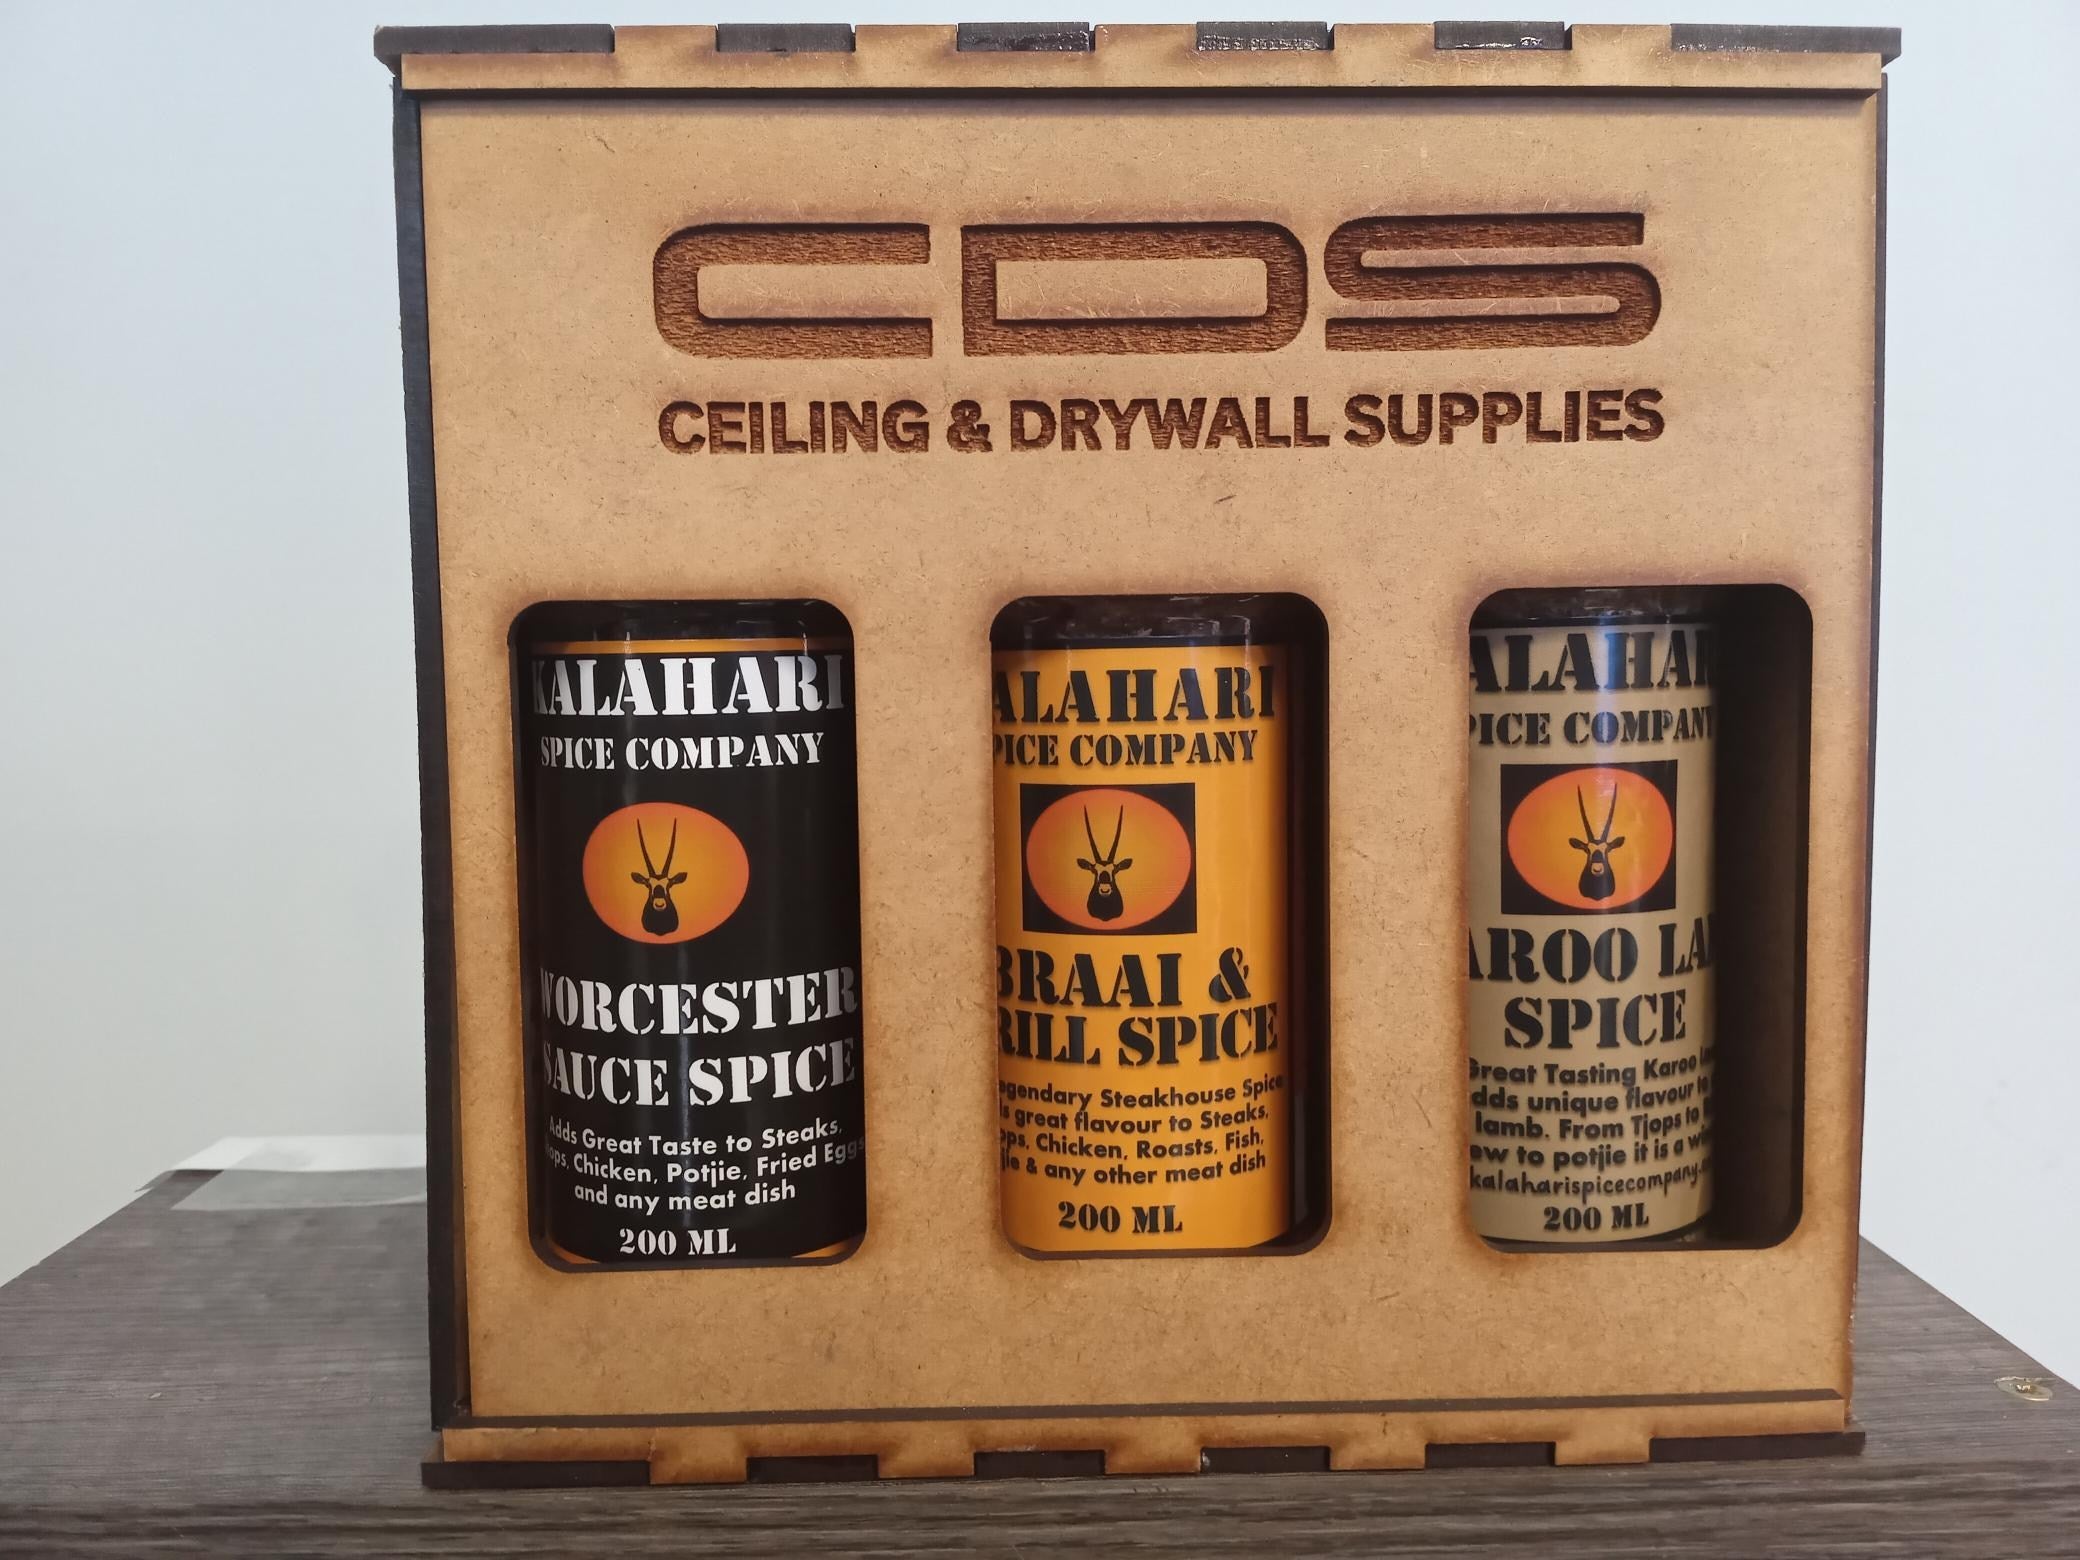 CDS
CEILING & DRYWALL SUPPLIES
KALAHARI
SPICE COMPANY
WORCESTER
SAUCE SPICE
Adds Great Taste to Steaks,
Chicken, Potjie, Fried Eggs
and any meat dish
200 ML
ALAHARI
PICE COMPANY
BRAAI &
RILL SPICE
egendary Steakhouse Spice
great flavour to Steaks,
Chicken, Roasts, Fish,
& any other meat dish
200 ML
ALAHAR
PICE COMPANY
AROO LA
SPICE
Great Tasting Karoo
dds unique flavour to
lamb. From Tjops to
ew to potjie it is a
kalaharispicecompany.
200 ML